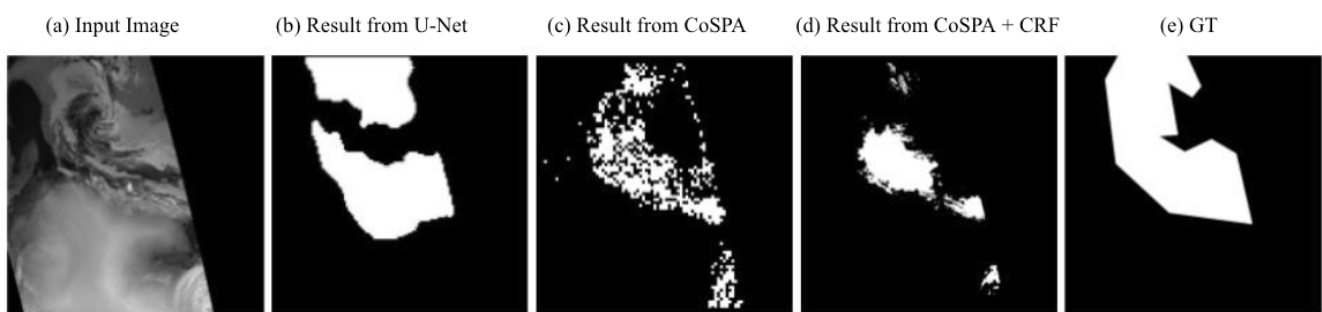 (a) Input Image
(b) Result from U-Net
(c) Result from CoSPA
(d) Result from CoSPA + CRF
(e) GT